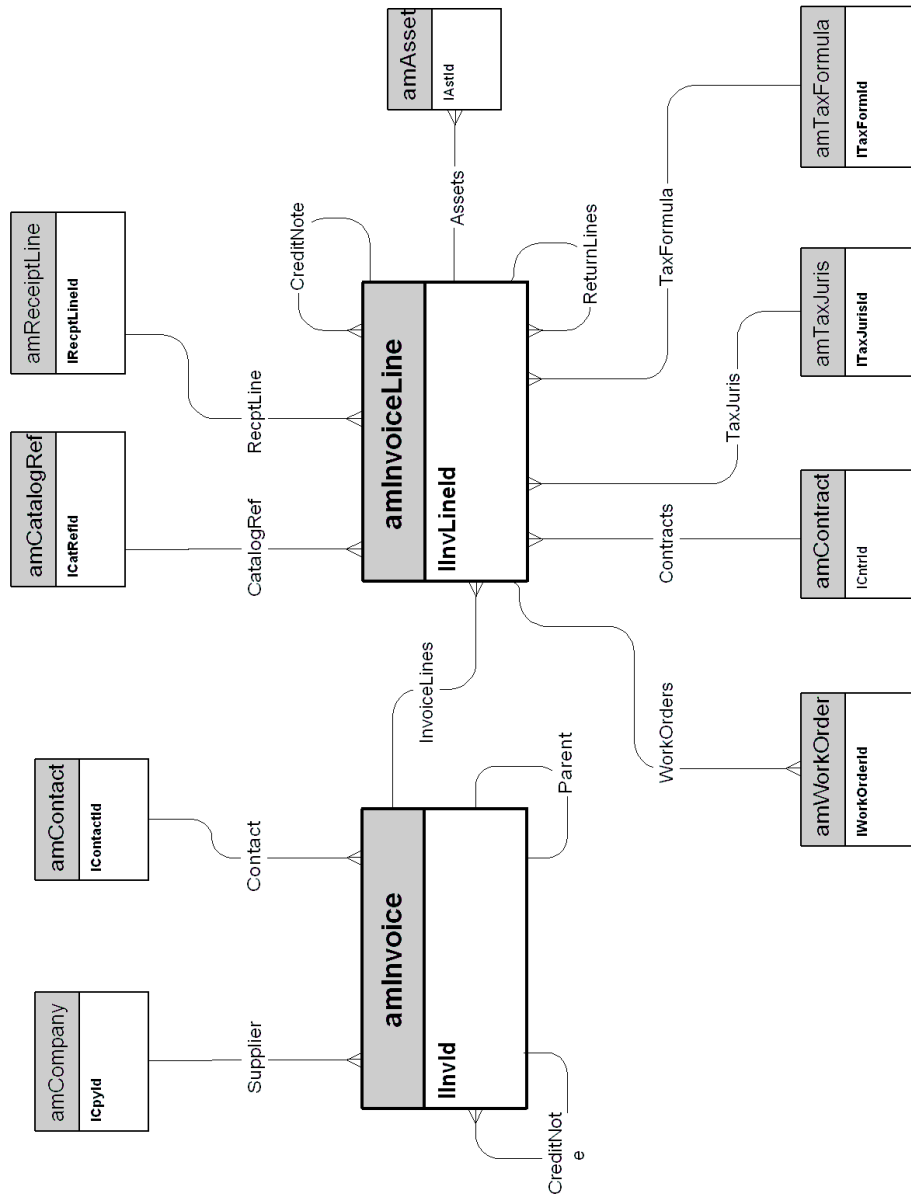 amCompany
lCpyId
amContact
lContactId
amCatalogRef
lCatRefId
amReceiptLine
lRecptLineId
Supplier
Contact
CatalogRef
RecptLine
CreditNote
InvoiceLines
amInvoice
lInvId
amInvoiceLine
lInvLineId
Assets
amAsset
lAstId
CreditNot
e
Parent
ReturnLines
WorkOrders
Contracts
TaxJuris
TaxFormula
amWorkOrder
lWorkOrderId
amContract
lCntrId
amTaxJuris
lTaxJurisId
amTaxFormula
lTaxFormId